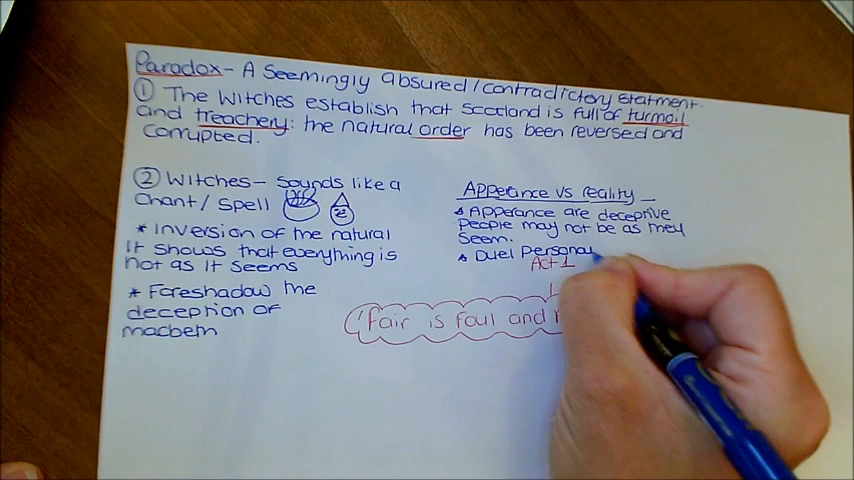 Paradox - A Seemingly absured / contradictory statment.
① The Witches establish that Scotland is full of turmoil
and treachery: the natural order has been reversed and
corrupted.
② Witches - Sounds like a
Chant / Spell
* Inversion of the natural
It shows that everything is
not as it seems
* Foreshadow the
deception of
macbeth
Apperance vs reality
* Apperance are deceptive
People may not be as they
Seem.
* Duel Personal
Act 1
'fair is foul and